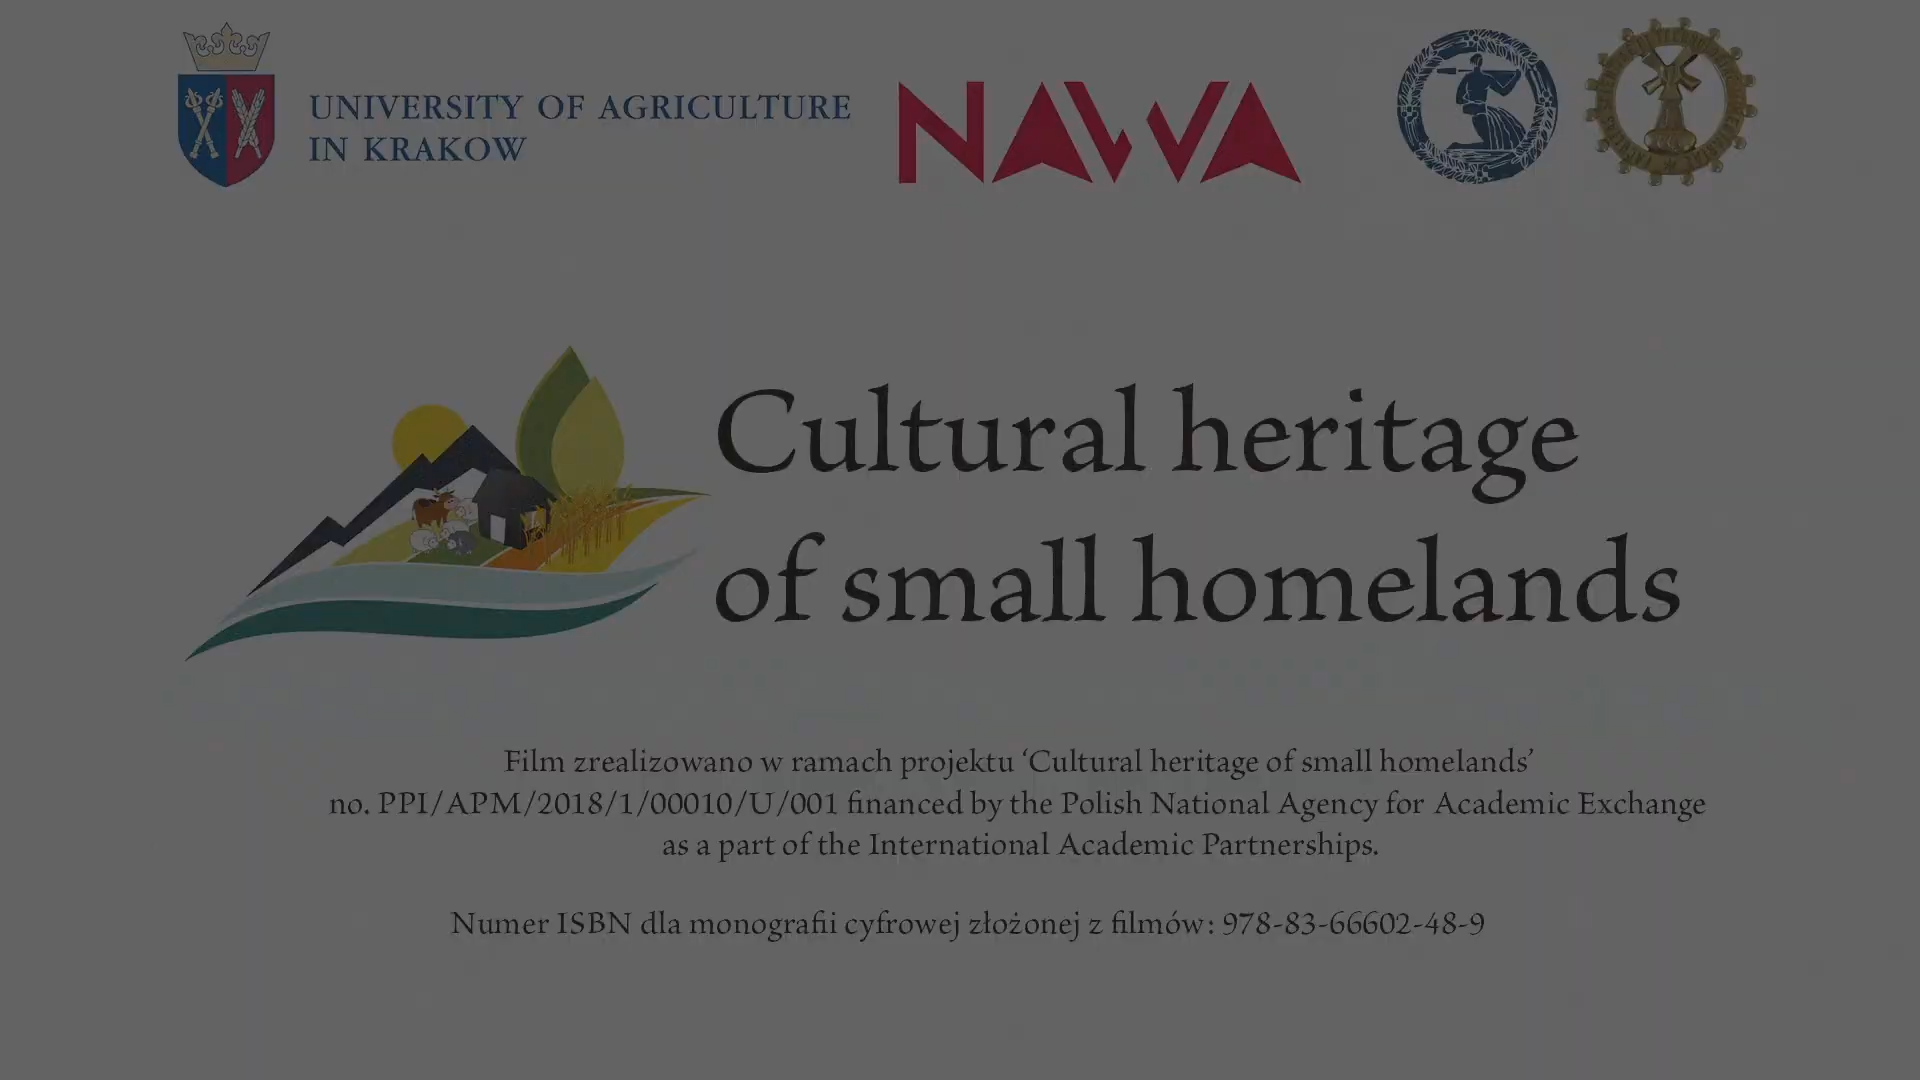 UNIVERSITY OF AGRICULTURE
IN KRAKOW
NAWA
Cultural heritage
of small homelands
Film zrealizowano w ramach projektu ‘Cultural heritage of small homelands’
no. PPI/APM/2018/1/00010/U/001 financed by the Polish National Agency for Academic Exchange
as a part of the International Academic Partnerships.
Numer ISBN dla monografii cyfrowej złożonej z filmów: 978-83-66602-48-9